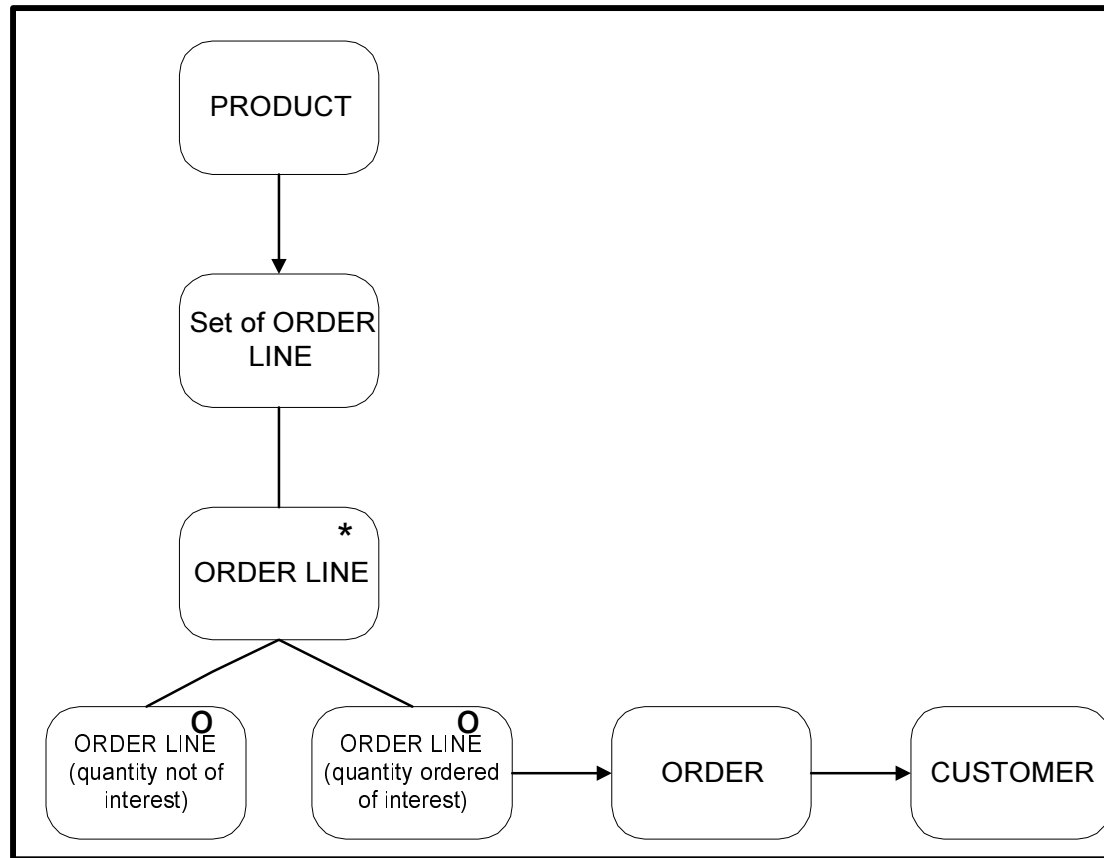 PRODUCT
Set of ORDER
LINE
*
ORDER LINE
O
ORDER LINE
(quantity not of
interest)
O
ORDER LINE
(quantity ordered
of interest)
ORDER
CUSTOMER